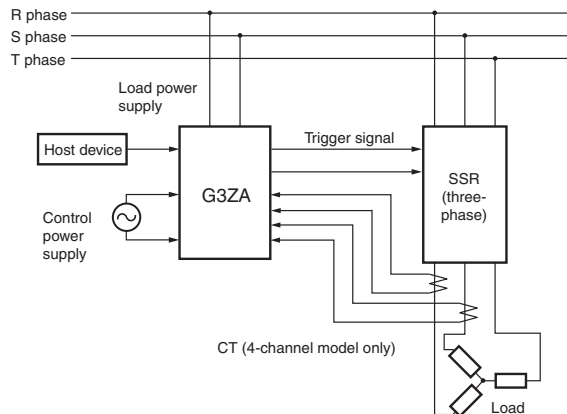 R phase
S phase
T phase
Load power
supply
Host device
Trigger signal
G3ZA
SSR
(three-
phase)
Control
power
supply
CT (4-channel model only)
Load